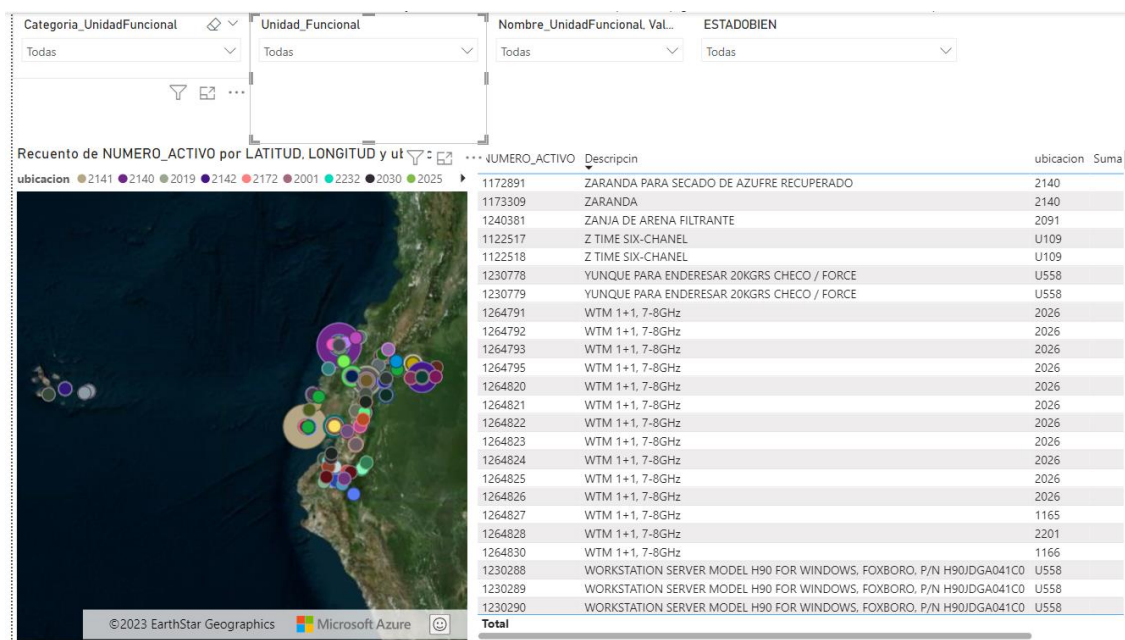 Categoria_UnidadFuncional
Unidad_Funcional
Nombre_UnidadFuncional, Val...
ESTADOBIEN
Todas
Todas
Todas
Todas
Recuento de NUMERO_ACTIVO por LATITUD, LONGITUD y
ubicacion 2141 2140 2019 2142 2172 2001 2232 2030 2025
NUMERO_ACTIVO Descripcin ubicacion Suma
1172891 ZARANDA PARA SECADO DE AZUFRE RECUPERADO 2140
1173309 ZARANDA 2140
1240381 ZANJA DE ARENA FILTRANTE 2091
1122517 Z TIME SIX-CHANEL U109
1122518 Z TIME SIX-CHANEL U109
1230778 YUNQUE PARA ENDERESAR 20KGRS CHECO / FORCE U558
1230779 YUNQUE PARA ENDERESAR 20KGRS CHECO / FORCE U558
1264791 WTM 1+1, 7-8GHz 2026
1264792 WTM 1+1, 7-8GHz 2026
1264793 WTM 1+1, 7-8GHz 2026
1264795 WTM 1+1, 7-8GHz 2026
1264820 WTM 1+1, 7-8GHz 2026
1264821 WTM 1+1, 7-8GHz 2026
1264822 WTM 1+1, 7-8GHz 2026
1264823 WTM 1+1, 7-8GHz 2026
1264824 WTM 1+1, 7-8GHz 2026
1264825 WTM 1+1, 7-8GHz 2026
1264826 WTM 1+1, 7-8GHz 2026
1264827 WTM 1+1, 7-8GHz 1165
1264828 WTM 1+1, 7-8GHz 2201
1264830 WTM 1+1, 7-8GHz 1166
1230288 WORKSTATION SERVER MODEL H90 FOR WINDOWS, FOXBORO, P/N H90JDGA041C0 U558
1230289 WORKSTATION SERVER MODEL H90 FOR WINDOWS, FOXBORO, P/N H90JDGA041C0 U558
1230290 WORKSTATION SERVER MODEL H90 FOR WINDOWS, FOXBORO, P/N H90JDGA041C0 U558
Total
©2023 EarthStar Geographics Microsoft Azure